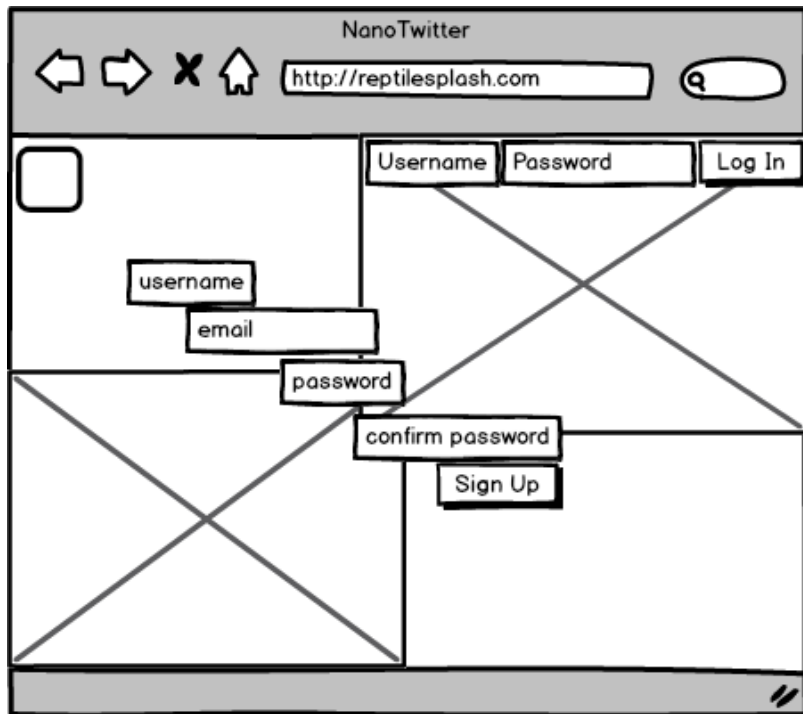 NanoTwitter
http://reptilesplash.com
Username Password Log In
username
email
password
confirm password
Sign Up